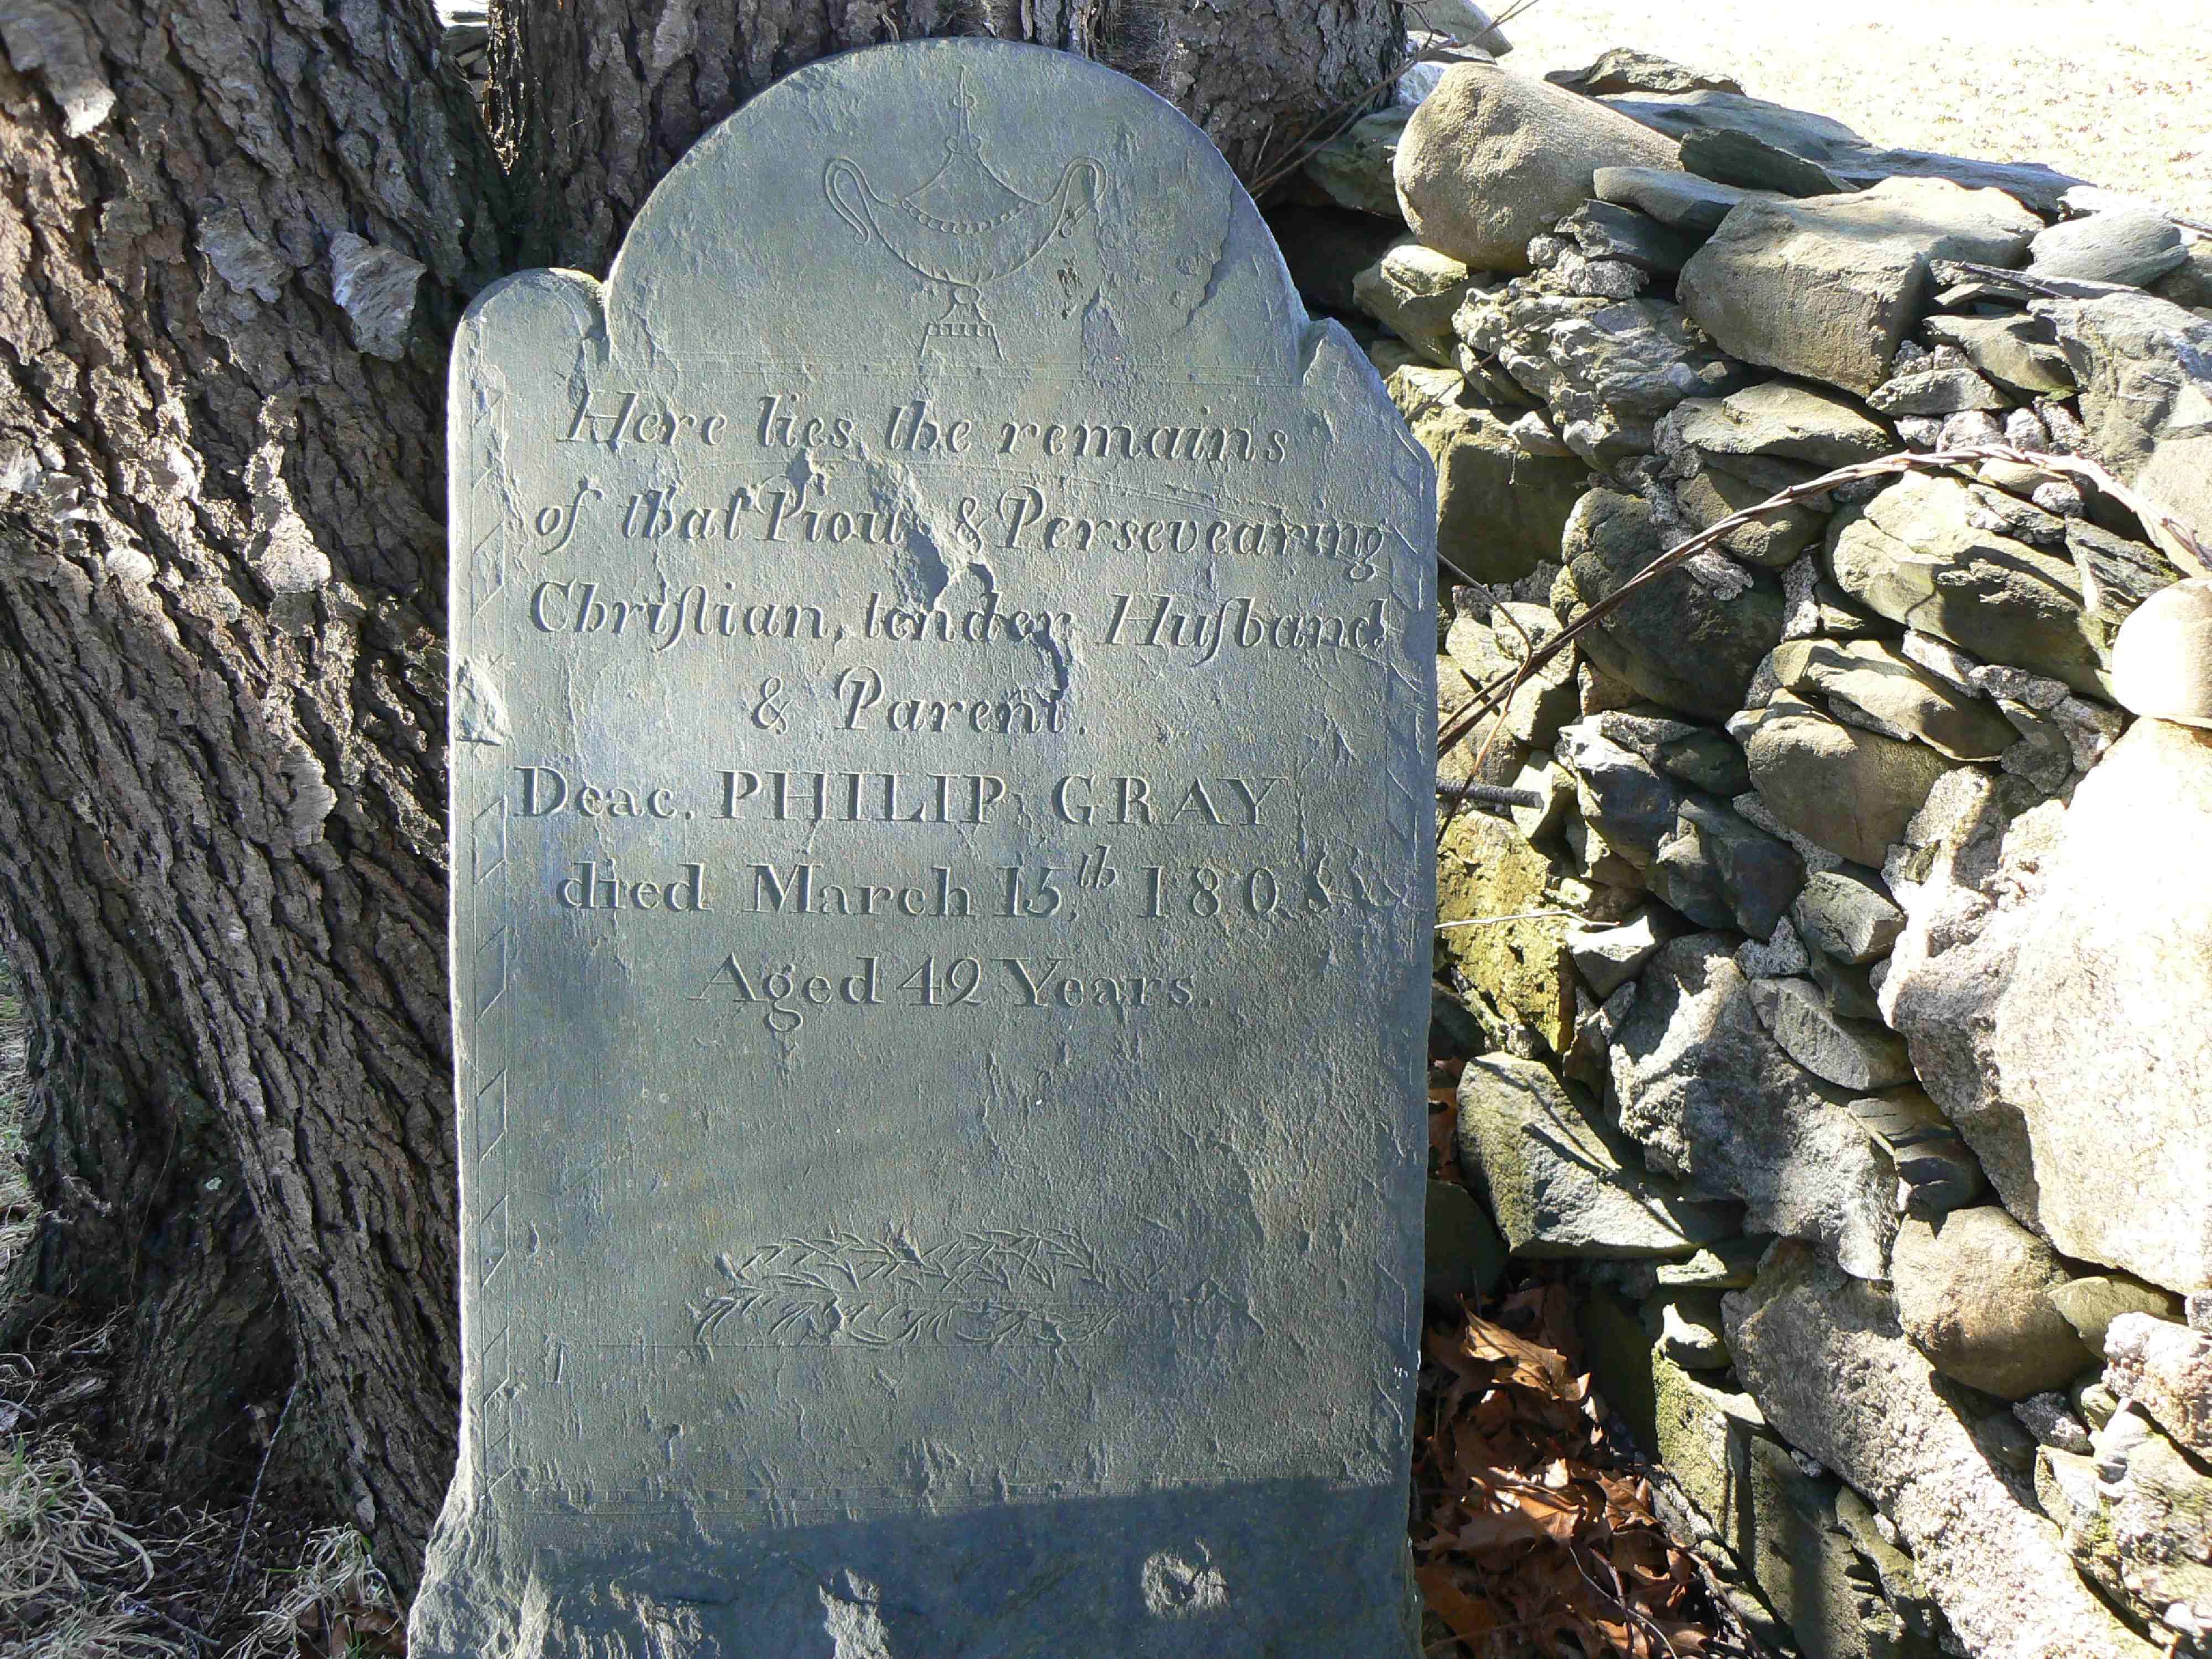 Here lies the remains
of that Pious & Persevearing
Chriſtian, tender Huſband
& Parent.
Deac. PHILIP GRAY
died March 15th
Aged 42 Years.